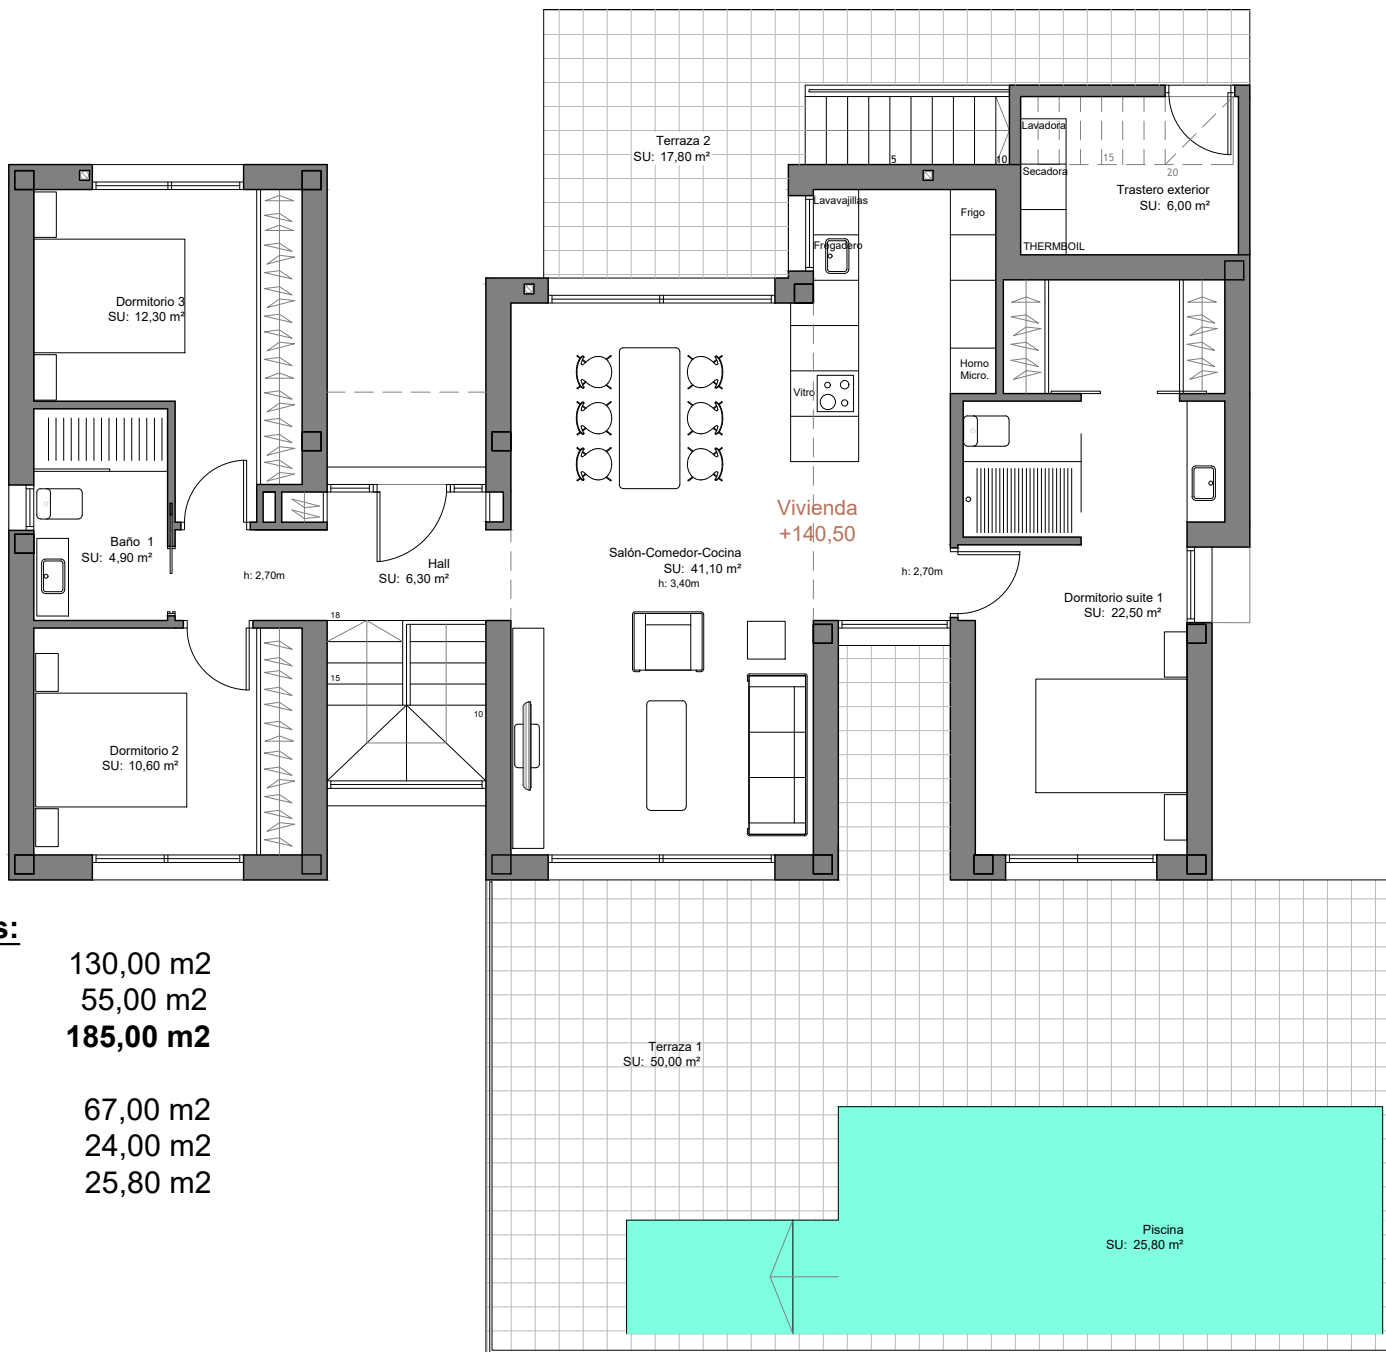 Terraza 2
SU: 17,80 m²
5
10
Lavadora
15
Secadora
20
Trastero exterior
SU: 6,00 m²
THERMBOIL
Lavavajillas
Frigo
Fregadero
Dormitorio 3
SU: 12,30 m²
Horno
Micro.
Vitro
Vivienda
+140,50
Baño 1
SU: 4,90 m²
h: 2,70m
Hall
SU: 6,30 m²
Salón-Comedor-Cocina
SU: 41,10 m²
h: 3,40m
h: 2,70m
Dormitorio suite 1
SU: 22,50 m²
18
15
10
Dormitorio 2
SU: 10,60 m²
s:
130,00 m2
55,00 m2
185,00 m2
67,00 m2
24,00 m2
25,80 m2
Terraza 1
SU: 50,00 m²
Piscina
SU: 25,80 m²